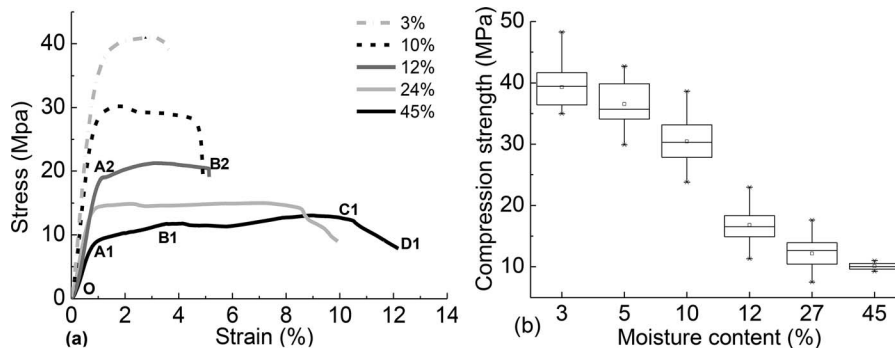 40
30
20
10
0
Stress (Mpa)
3%
10%
12%
24%
45%
A2
B2
A1
B1
C1
D1
O
0 2 4 6 8 10 12 14
(a)
Strain (%)
50
40
30
20
10
Compression strength (MPa)
3 5 10 12 27 45
(b)
Moisture content (%)